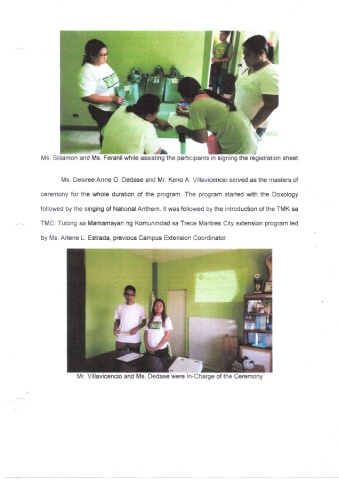 Ms. Sidamon and Ms. Feranil while assisting the participants in signing the registration sheet
Ms. Desiree Anne O. Dedase and Mr. Keno A. Villavicencio served as the masters of
ceremony for the whole duration of the program. The program started with the Doxology
followed by the singing of National Anthem. It was followed by the introduction of the TMK sa
TMC: Tulong sa Mamamayan ng Komunindad sa Trece Martires City extension program led
by Ms. Arlene L. Estrada, previous Campus Extension Coordinator.
Mr. Villavicencio and Ms. Dedase were In-Charge of the Ceremony